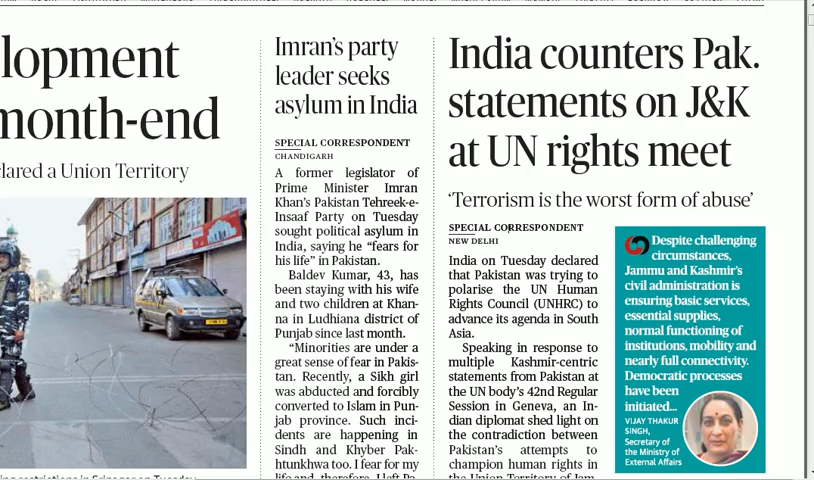 lopment
month-end
clared a Union Territory
Imran's party
leader seeks
asylum in India
SPECIAL CORRESPONDENT
CHANDIGARH
A former legislator of
Prime Minister Imran
Khan's Pakistan Tehreek-e-
Insaaf Party on Tuesday
sought political asylum in
India, saying he “fears for
his life” in Pakistan.
Baldev Kumar, 43, has
been staying with his wife
and two children at Khan-
na in Ludhiana district of
Punjab since last month.
“Minorities are under a
great sense of fear in Pakis-
tan. Recently, a Sikh girl
was abducted and forcibly
converted to Islam in Pun-
jab province. Such inci-
dents are happening in
Sindh and Khyber Pak-
htunkhwa too. I fear for my
life and, therefore, I left Pa-
India counters Pak.
statements on J&K
at UN rights meet
‘Terrorism is the worst form of abuse’
SPECIAL CORRESPONDENT
NEW DELHI
India on Tuesday declared
that Pakistan was trying to
polarise the UN Human
Rights Council (UNHRC) to
advance its agenda in South
Asia.
Speaking in response to
multiple Kashmir-centric
statements from Pakistan at
the UN body's 42nd Regular
Session in Geneva, an In-
dian diplomat shed light on
the contradiction between
Pakistan's attempts to
champion human rights in
the Union Territory of Jam-
Despite challenging
circumstances,
Jammu and Kashmir's
civil administration is
ensuring basic services,
essential supplies,
normal functioning of
institutions, mobility and
nearly full connectivity.
Democratic processes
have been
initiated...
VIJAY THAKUR
SINGH,
Secretary of
the Ministry of
External Affairs